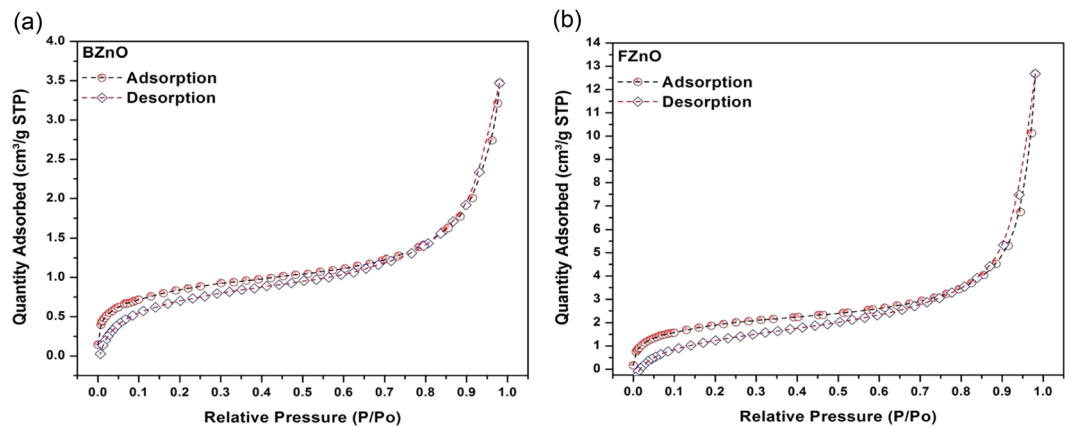 (a)
BZnO
Adsorption
Desorption
Quantity Adsorbed (cm³/g STP)
4.0
3.5
3.0
2.5
2.0
1.5
1.0
0.5
0.0
0.0 0.1 0.2 0.3 0.4 0.5 0.6 0.7 0.8 0.9 1.0
Relative Pressure (P/Po)
(b)
FZnO
Adsorption
Desorption
Quantity Adsorbed (cm³/g STP)
14
13
12
11
10
9
8
7
6
5
4
3
2
1
0
0.0 0.1 0.2 0.3 0.4 0.5 0.6 0.7 0.8 0.9 1.0
Relative Pressure (P/Po)